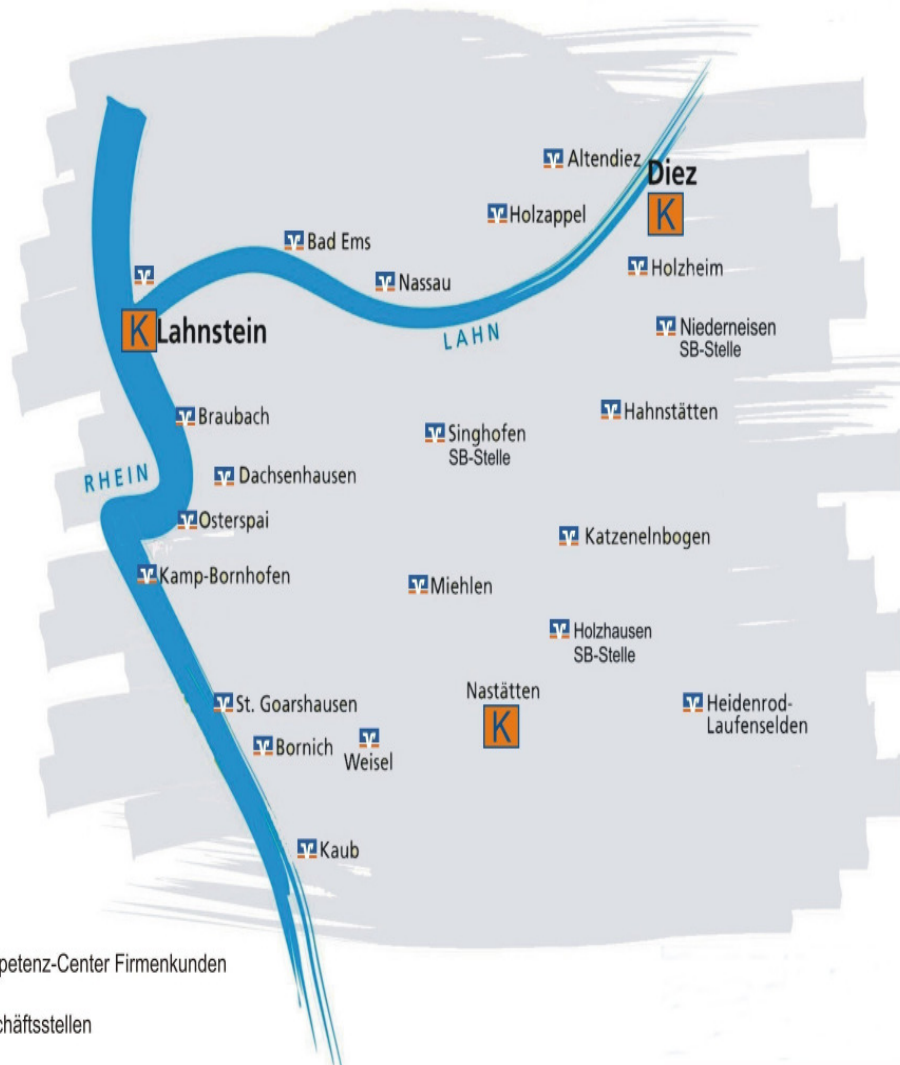 Altendiez
Diez
K
Holzappel
Bad Ems
Holzheim
Nassau
K
Lahnstein
LAHN
Niederneisen
SB-Stelle
Braubach
Hahnstätten
Singhofen
SB-Stelle
RHEIN
Dachsenhausen
Osterspai
Katzenelnbogen
Kamp-Bornhofen
Miehlen
Holzhausen
SB-Stelle
Nastätten
K
St. Goarshausen
Heidenrod-
Laufenselden
Bornich
Weisel
Kaub
petenz-Center Firmenkunden
chäftsstellen